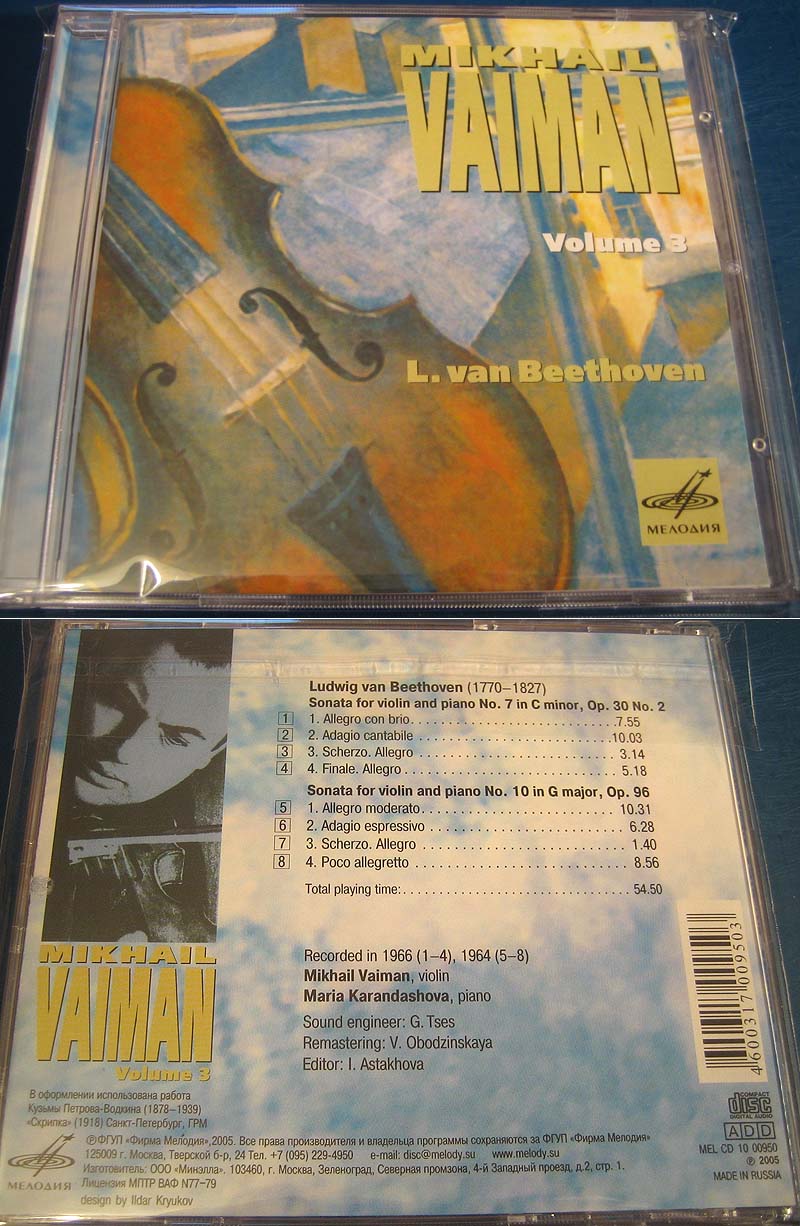 MIKHAIL
VAIMAN
Volume 3
L. van Beethoven
МЕЛОДИЯ
Ludwig van Beethoven (1770–1827)
Sonata for violin and piano No. 7 in C minor, Op. 30 No. 2
1 1. Allegro con brio. . . . . . . . . . . . . . . . . . . . . . . . . . . . .7.55
2 2. Adagio cantabile . . . . . . . . . . . . . . . . . . . . . . . . . . .10.03
3 3. Scherzo. Allegro . . . . . . . . . . . . . . . . . . . . . . . . . . . . 3.14
4 4. Finale. Allegro . . . . . . . . . . . . . . . . . . . . . . . . . . . . . . 5.18
Sonata for violin and piano No. 10 in G major, Op. 96
5 1. Allegro moderato. . . . . . . . . . . . . . . . . . . . . . . . . . . 10.31
6 2. Adagio espressivo . . . . . . . . . . . . . . . . . . . . . . . . . . . 6.28
7 3. Scherzo. Allegro . . . . . . . . . . . . . . . . . . . . . . . . . . . . 1.40
8 4. Poco allegretto . . . . . . . . . . . . . . . . . . . . . . . . . . . . . 8.56
Total playing time:. . . . . . . . . . . . . . . . . . . . . . . . . . . . . . 54.50
Recorded in 1966 (1–4), 1964 (5–8)
Mikhail Vaiman, violin
Maria Karandashova, piano
Sound engineer: G. Tses
Remastering: V. Obodzinskaya
Editor: I. Astakhova
MIKHAIL
VAIMAN
Volume 3
4600317009503
В оформлении использована работа
Кузьмы Петрова-Водкина (1878–1939)
«Скрипка» (1918) Санкт-Петербург, ГРМ
℗ФГУП «Фирма Мелодия»,2005. Все права производителя и владельца программы сохраняются за ФГУП «Фирма Мелодия»
125009 г. Москва, Тверской б-р, 24 Тел. +7 (095) 229-4950 e-mail: disc@melody.su www.melody.su
Изготовитель: ООО «Минэлла». 103460, г. Москва, Зеленоград, Северная промзона, 4-й Западный проезд, д.2, стр. 1.
Лицензия МПТР ВАФ N77–79
design by Ildar Kryukov
МЕЛОДИЯ
COMPACT
disc
DIGITAL AUDIO
ADD
MEL CD 10 00950
℗ 2005
MADE IN RUSSIA